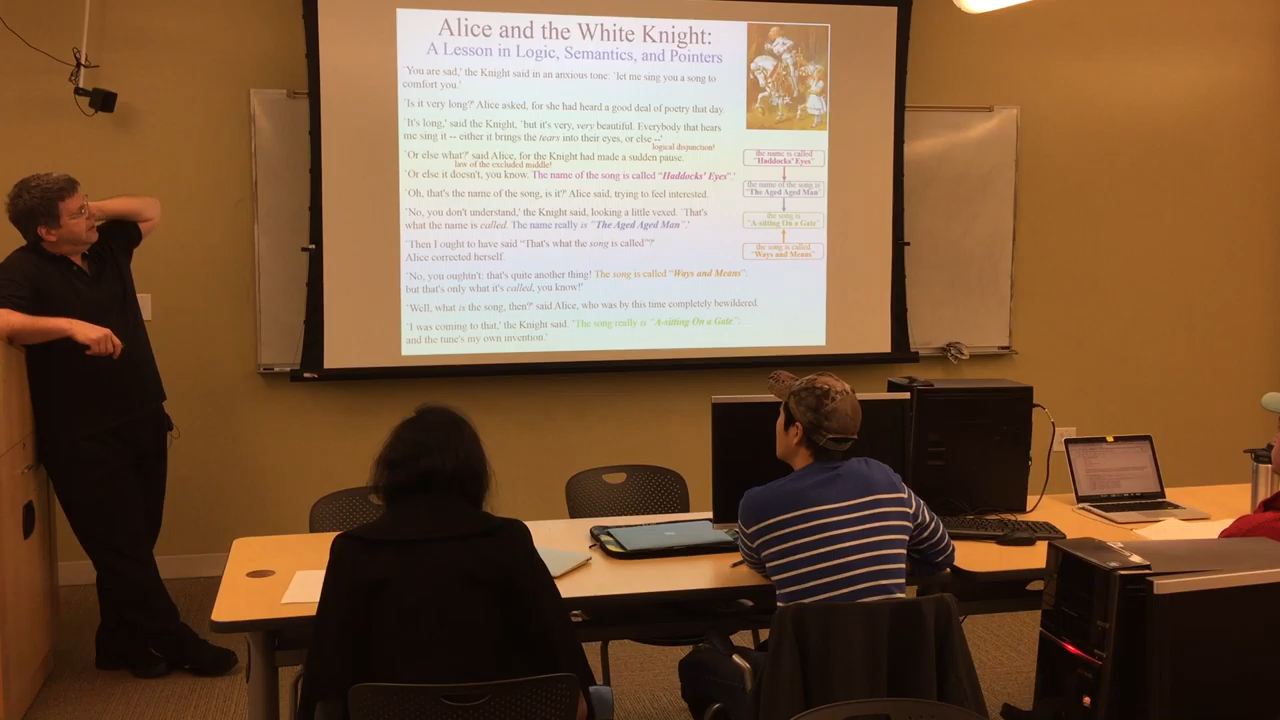 Alice and the White Knight:
A Lesson in Logic, Semantics, and Pointers
`You are sad,' the Knight said in an anxious tone: `let me sing you a song to
comfort you.'
`Is it very long?' Alice asked, for she had heard a good deal of poetry that day.
`It's long,' said the Knight, `but it's very, very beautiful. Everybody that hears
me sing it -- either it brings the tears into their eyes, or else --'
logical disjunction!
`Or else what?' said Alice, for the Knight had made a sudden pause.
law of the excluded middle!
`Or else it doesn't, you know. The name of the song is called "Haddocks' Eyes".'
`Oh, that's the name of the song, is it?' Alice said, trying to feel interested.
`No, you don't understand,' the Knight said, looking a little vexed. `That's
what the name is called. The name really is "The Aged Aged Man".'
`Then I ought to have said "That's what the song is called"?'
Alice corrected herself.
`No, you oughtn't: that's quite another thing! The song is called "Ways and Means":
but that's only what it's called, you know!'
`Well, what is the song, then?' said Alice, who was by this time completely bewildered.
`I was coming to that,' the Knight said. `The song really is "A-sitting On a Gate":
and the tune's my own invention.'
the name is called
"Haddocks' Eyes"
the name of the song is
"The Aged Aged Man"
the song is
"A-sitting On a Gate"
the song is called
"Ways and Means"